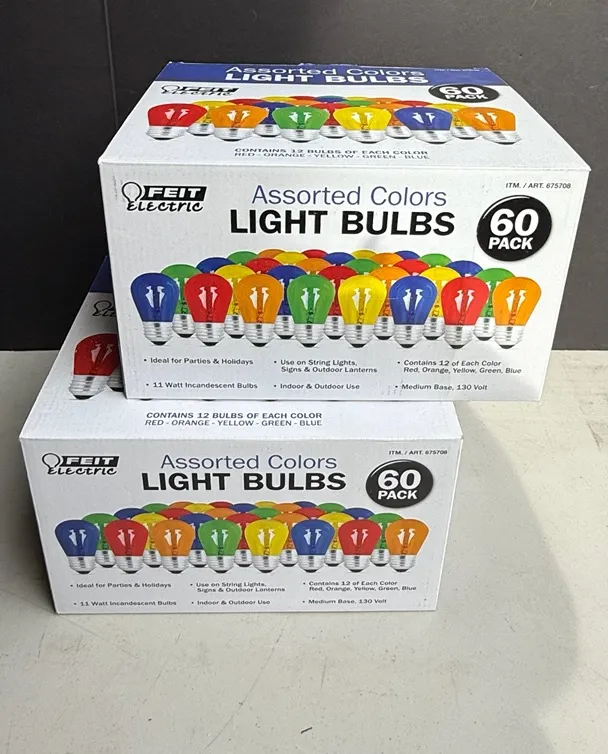 Assorted Colors
LIGHT BULBS
FEIT
Electric
60
PACK
CONTAINS 12 BULBS OF EACH COLOR
RED - ORANGE - YELLOW - GREEN - BLUE
ITM. / ART. 675708
FEIT
Electric
Assorted Colors
LIGHT BULBS
60
PACK
• Ideal for Parties & Holidays
• 11 Watt Incandescent Bulbs
• Use on String Lights,
Signs & Outdoor Lanterns
• Indoor & Outdoor Use
• Contains 12 of Each Color
Red, Orange, Yellow, Green, Blue
• Medium Base, 130 Volt
CONTAINS 12 BULBS OF EACH COLOR
RED - ORANGE - YELLOW - GREEN - BLUE
ITM. / ART. 675708
FEIT
Electric
Assorted Colors
LIGHT BULBS
60
PACK
• Ideal for Parties & Holidays
• 11 Watt Incandescent Bulbs
• Use on String Lights,
Signs & Outdoor Lanterns
• Indoor & Outdoor Use
• Contains 12 of Each Color
Red, Orange, Yellow, Green, Blue
• Medium Base, 130 Volt